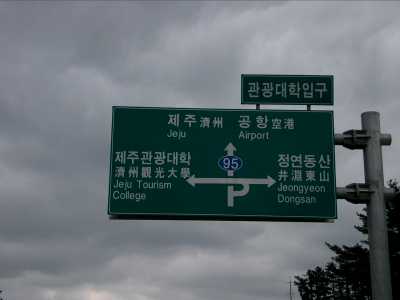 관광대학입구
제주 濟州 공항 空港
Jeju Airport
95
제주관광대학
濟州觀光大學
Jeju Tourism
College
정연동산
井淵東山
Jeongyeon
Dongsan